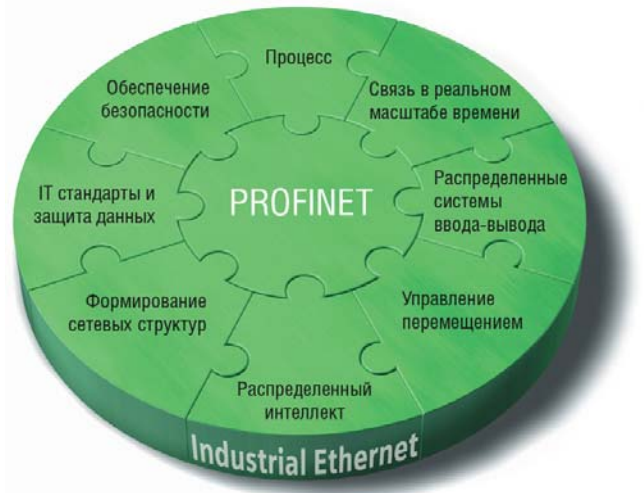 Процесс
Связь в реальном
масштабе времени
Распределенные
системы
ввода-вывода
Управление
перемещением
Распределенный
интеллект
Формирование
сетевых структур
IT стандарты и
защита данных
Обеспечение
безопасности
PROFINET
Industrial Ethernet